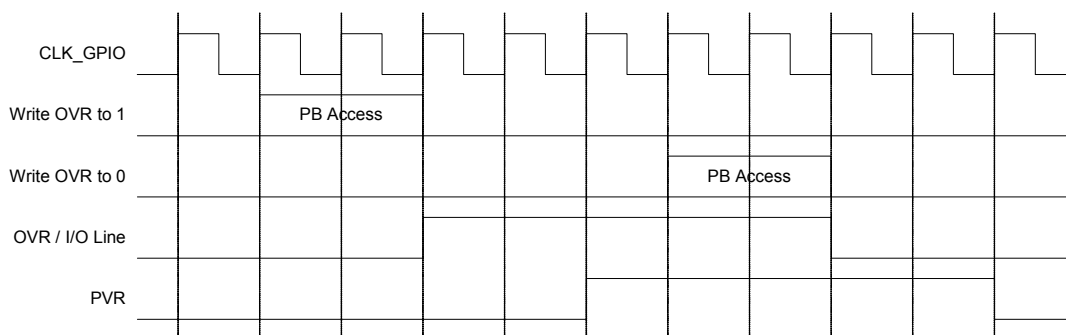 CLK_GPIO
Write OVR to 1
PB Access
Write OVR to 0
PB Access
OVR / I/O Line
PVR